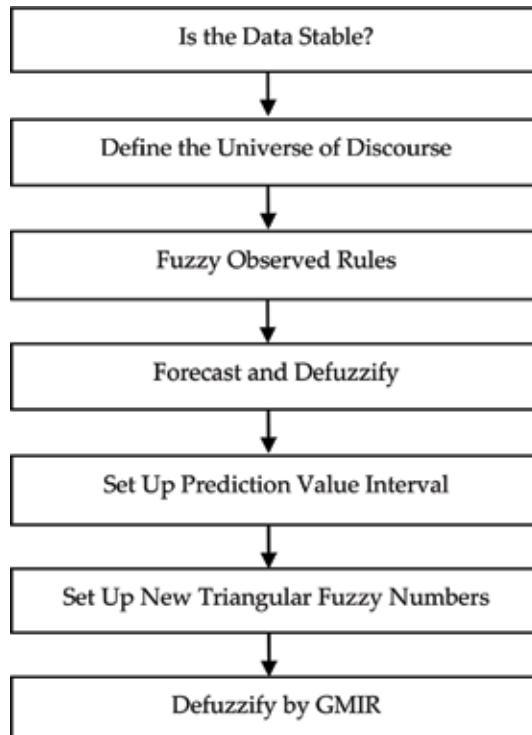 Is the Data Stable?
Define the Universe of Discourse
Fuzzy Observed Rules
Forecast and Defuzzify
Set Up Prediction Value Interval
Set Up New Triangular Fuzzy Numbers
Defuzzify by GMIR